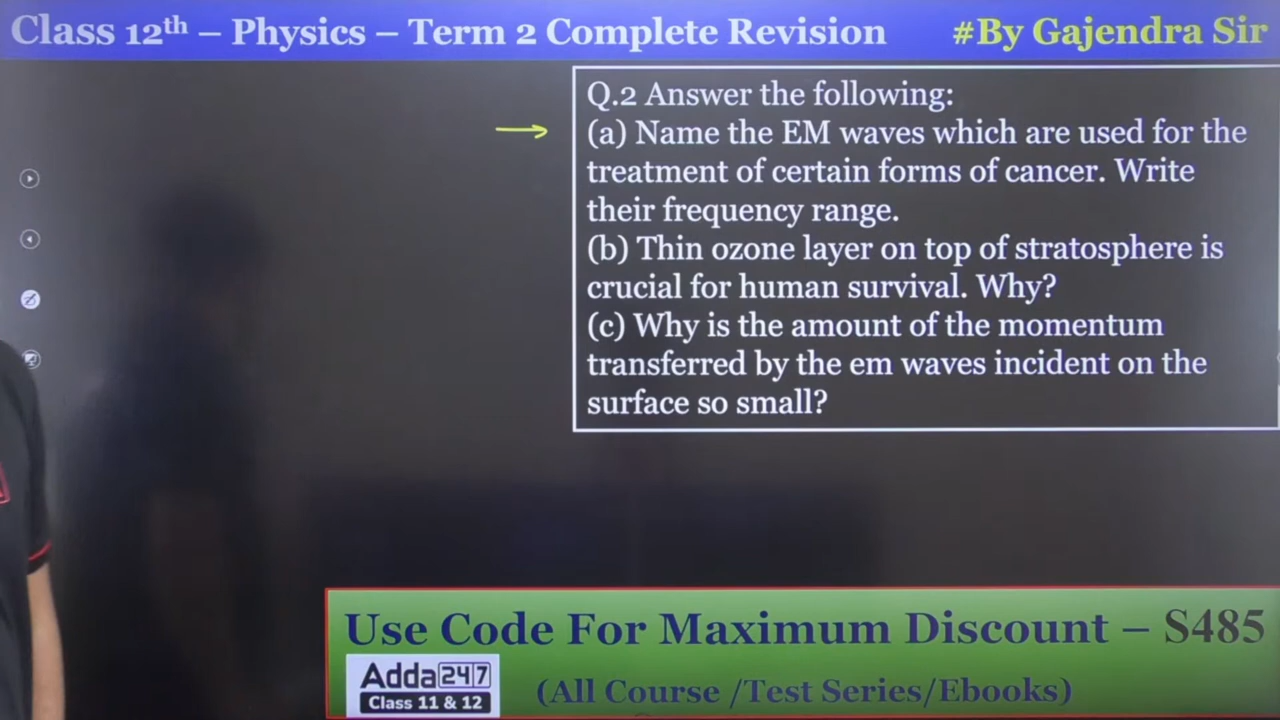 Class 12th – Physics – Term 2 Complete Revision #By Gajendra Sir
Q.2 Answer the following:
(a) Name the EM waves which are used for the
treatment of certain forms of cancer. Write
their frequency range.
(b) Thin ozone layer on top of stratosphere is
crucial for human survival. Why?
(c) Why is the amount of the momentum
transferred by the em waves incident on the
surface so small?
Use Code For Maximum Discount – S485
Adda247
Class 11 & 12
(All Course /Test Series/Ebooks)